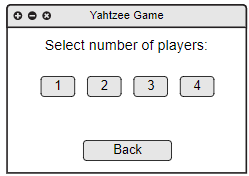 Yahtzee Game
Select number of players:
1 2 3 4
Back